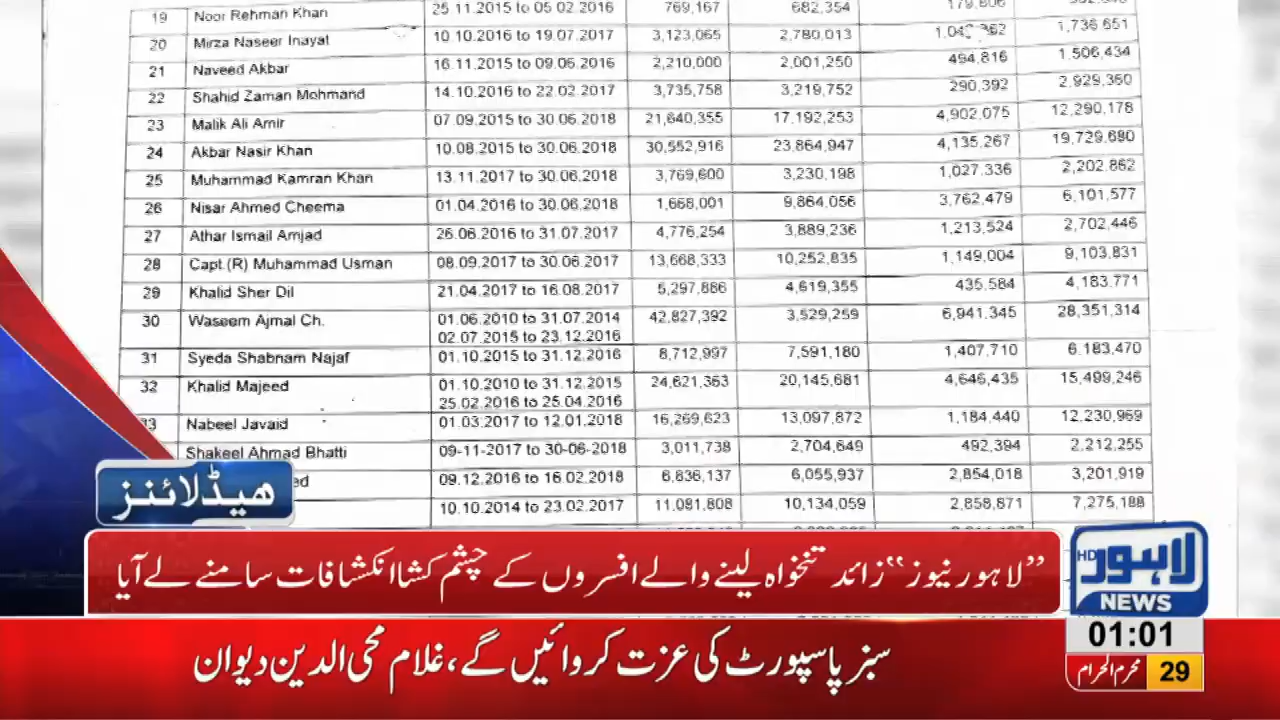 19 Noor Rehman Khan 25 11.2015 to 05 02.2016 769,167 682,354
20 Mirza Naseer Inayat 10 10.2016 to 19.07.2017 3,123,065 2,780,013 1,736,651
21 Naveed Akbar 16 11.2015 to 09.06.2016 2,210,000 2,001,250 494,816 1,506,434
22 Shahid Zaman Mohmand 14.10.2016 to 22.02.2017 3,735,758 3,219,752 290,392 2,929,360
23 Malik Ali Amir 07.09.2015 to 30.06.2018 21,640,355 17,192,253 4,902,075 12,290,178
24 Akbar Nasir Khan 10.08.2015 to 30.06.2018 30,552,916 23,864,947 4,135,267 19,729,680
25 Muhammad Kamran Khan 13.11.2017 to 30.06.2018 3,769,600 3,230,198 1,027,336 2,202,862
26 Nisar Ahmed Cheema 01.04.2016 to 30.06.2018 1,668,001 9,864,056 3,762,479 6,101,577
27 Athar Ismail Amjad 26.06.2016 to 31.07.2017 4,776,254 3,889,236 1,213,524 2,702,446
28 Capt.(R) Muhammad Usman 08.09.2017 to 30.06.2017 13,668,333 10,252,835 1,149,004 9,103,831
29 Khalid Sher Dil 21.04.2017 to 16.08.2017 5,297,886 4,619,355 435,584 4,183,771
30 Waseem Ajmal Ch. 01.06.2010 to 31.07.2014 42,827,392 3,529,259 6,941,345 28,351,314
02.07.2015 to 23.12.2016
31 Syeda Shabnam Najaf 01.10.2015 to 31.12.2016 8,712,997 7,591,180 1,407,710 6,183,470
32 Khalid Majeed 01.10.2010 to 31.12.2015 24,621,363 20,145,681 4,646,435 15,499,246
25.02.2016 to 25.04.2016
33 Nabeel Javaid 01.03.2017 to 12.01.2018 16,269,623 13,097,872 1,184,440 12,230,969
Shakeel Ahmad Bhatti 09-11-2017 to 30-06-2018 3,011,738 2,704,649 492,394 2,212,255
ed 09.12.2016 to 16.02.2018 6,836,137 6,055,937 2,854,018 3,201,919
10.10.2014 to 23.02.2017 11,081,808 10,134,059 2,858,871 7,275,188
ہیڈلائنز
”لاہور نیوز“ زائد تنخواہ لینے والے افسروں کے چشم کشا انکشافات سامنے لے آیا
HD لاہور
NEWS
سبز پاسپورٹ کی عزت کروائیں گے، غلام محی الدین دیوان
01:01
محرم الحرام 29